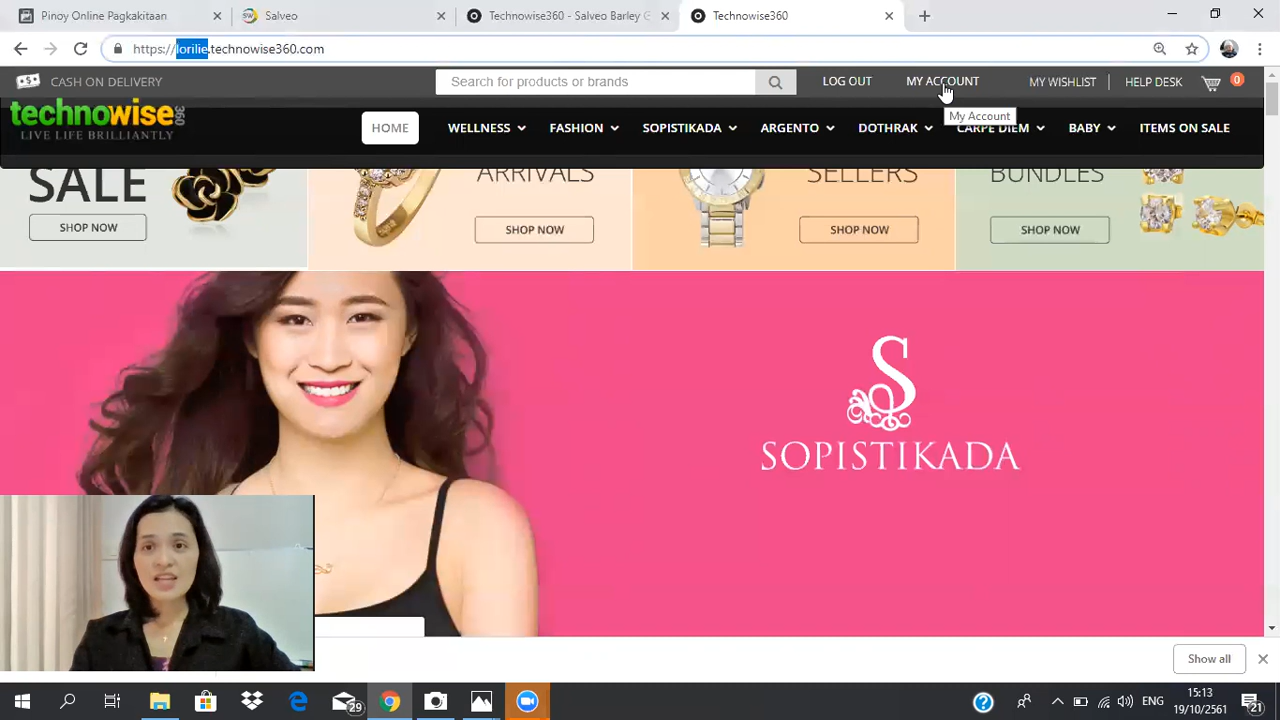 Pinoy Online Pagkakitaan
Salveo
Technowise360 - Salveo Barley G
Technowise360
https://lorilie.technowise360.com
CASH ON DELIVERY
Search for products or brands
LOG OUT
MY ACCOUNT
MY WISHLIST
HELP DESK
0
technowise 360
LIVE LIFE BRILLIANTLY
My Account
HOME
WELLNESS
FASHION
SOPISTIKADA
ARGENTO
DOTHRAK
CARPE DIEM
BABY
ITEMS ON SALE
SALE
ARRIVALS
SELLERS
BUNDLES
SHOP NOW
SHOP NOW
SHOP NOW
SHOP NOW
S
SOPISTIKADA
Show all
29
ENG
15:13
19/10/2561
21